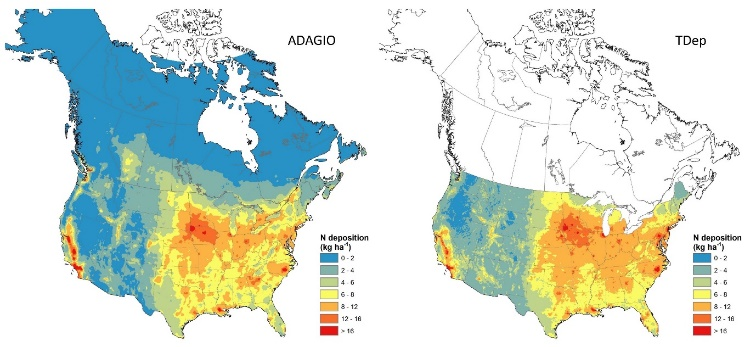 ADAGIO
N deposition
(kg ha⁻¹)
0 - 2
2 - 4
4 - 6
6 - 8
8 - 12
12 - 16
> 16
TDep
N deposition
(kg ha⁻¹)
0 - 2
2 - 4
4 - 6
6 - 8
8 - 12
12 - 16
> 16